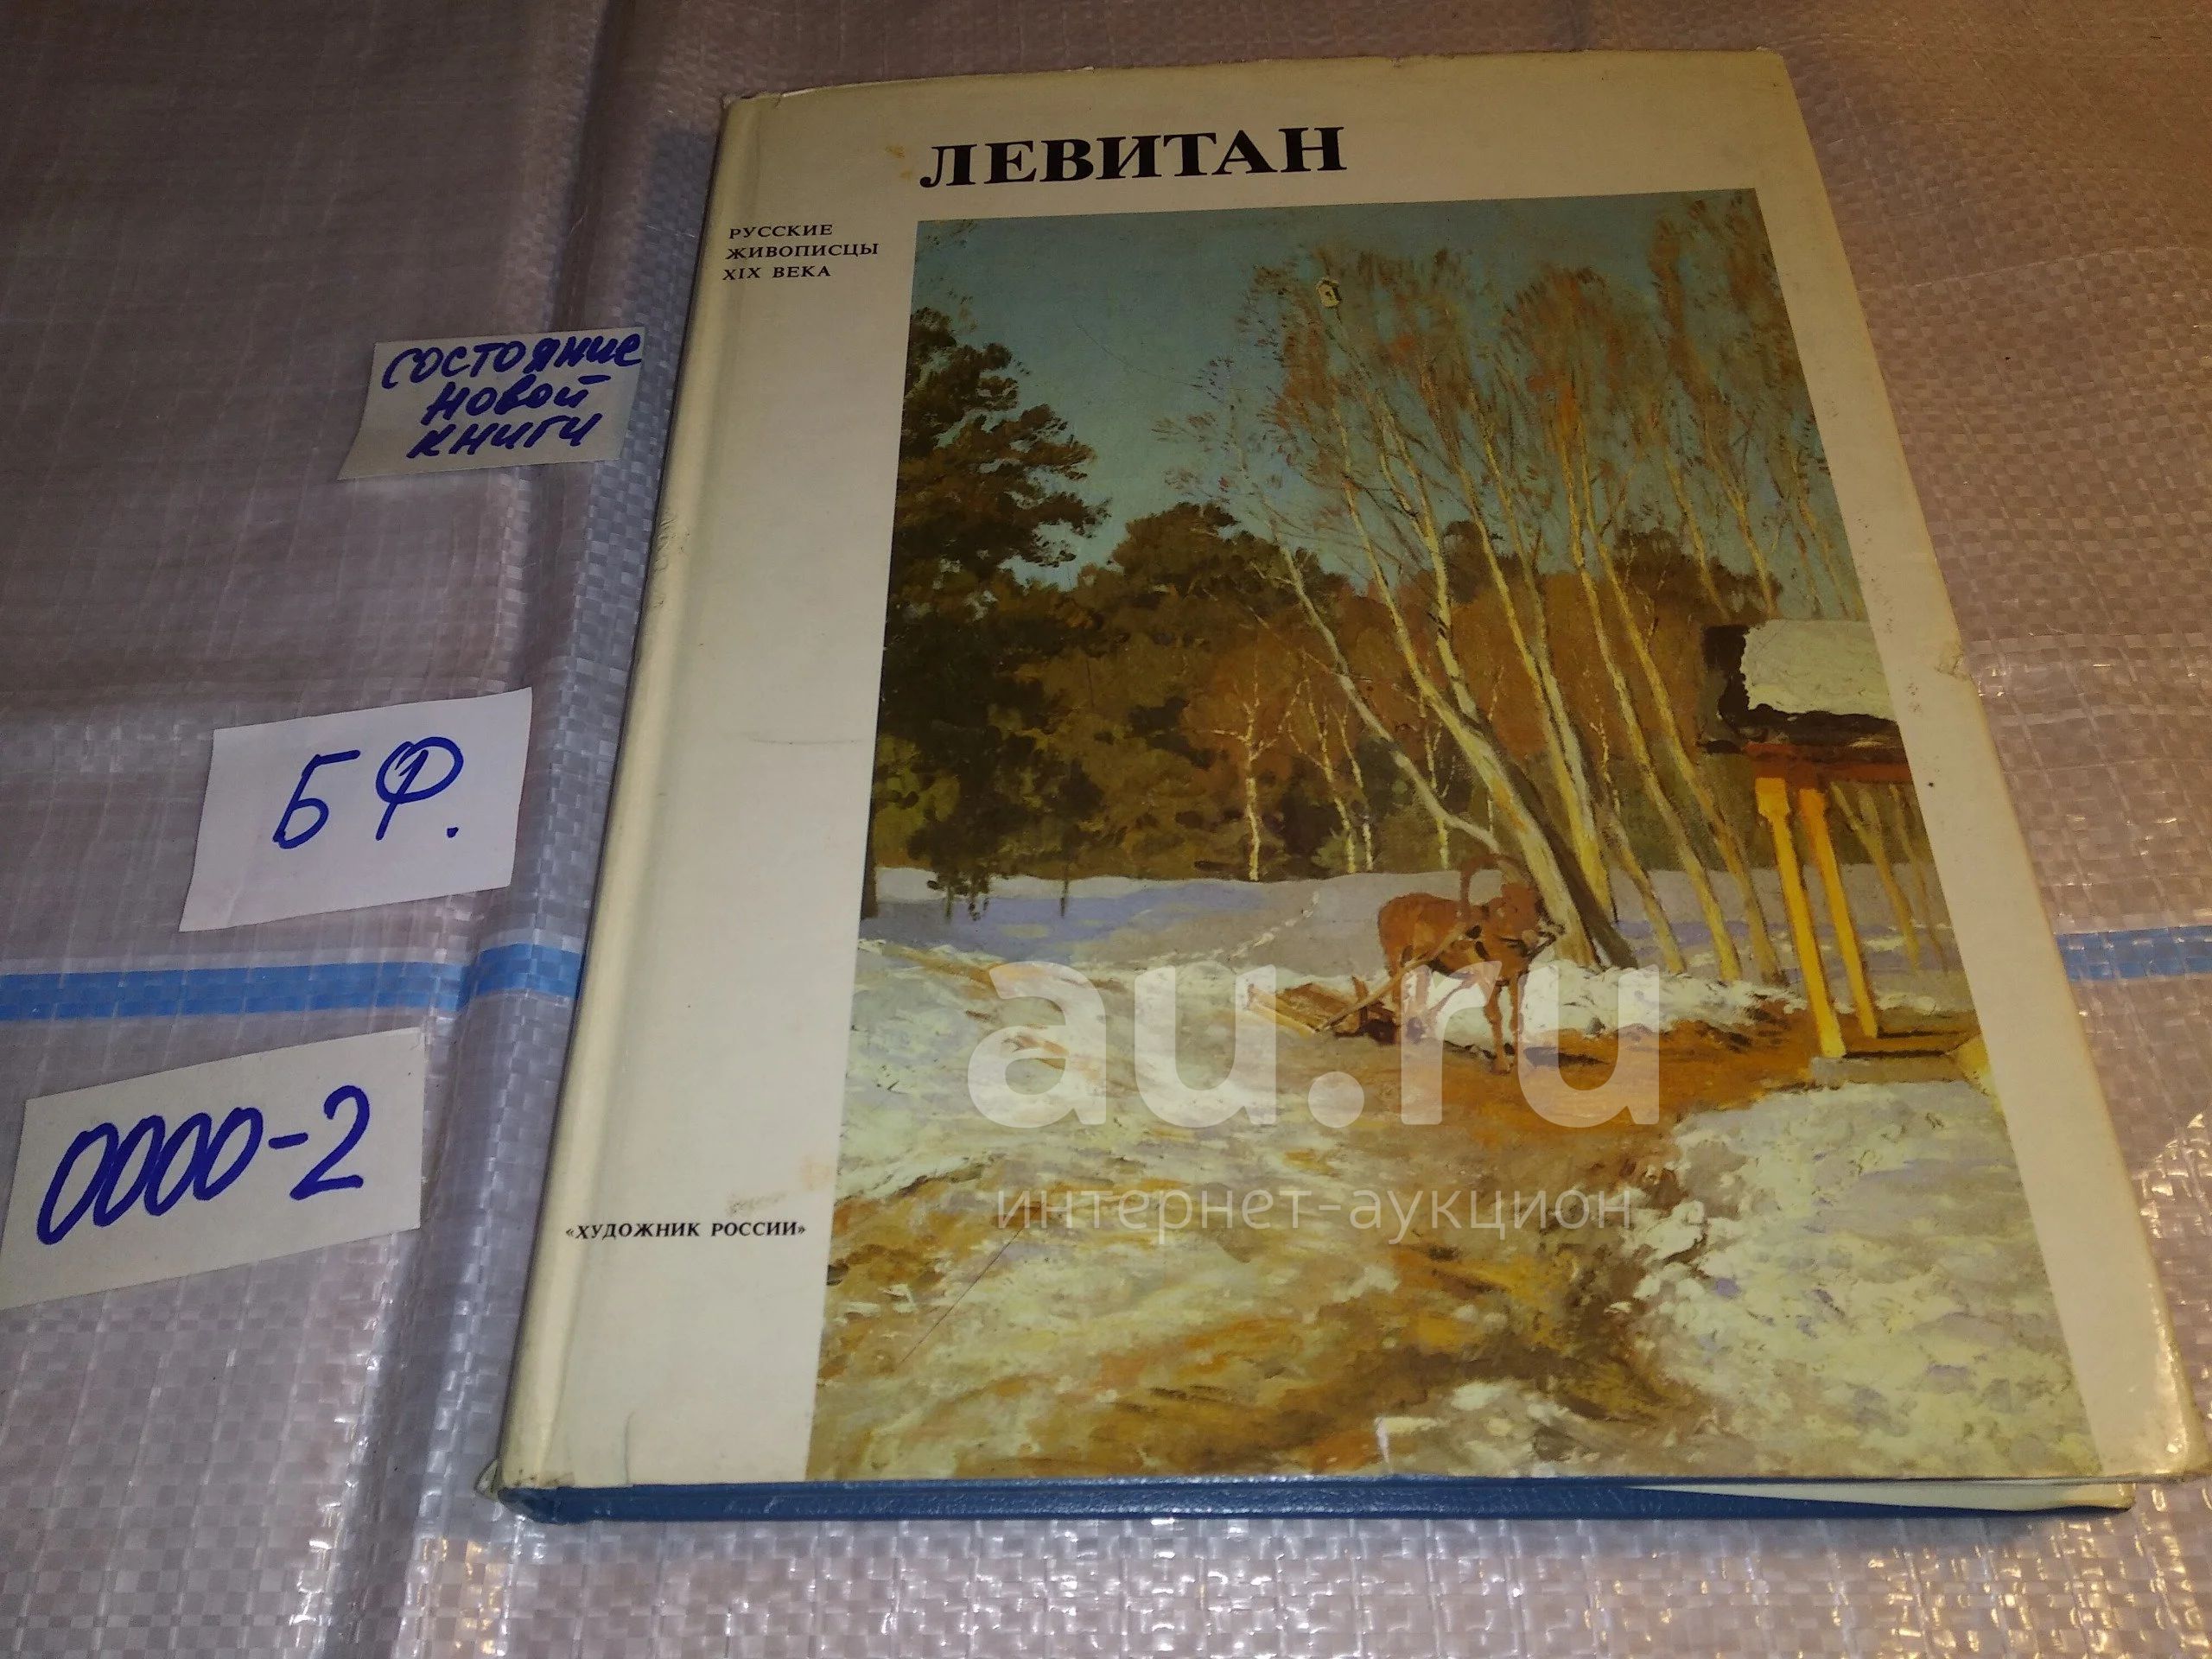 ЛЕВИТАН
РУССКИЕ
ЖИВОПИСЦЫ
XIX ВЕКА
состояние
новой
книги
БФ.
0000-2
«ХУДОЖНИК РОССИИ»
au.ru
интернет-аукцион